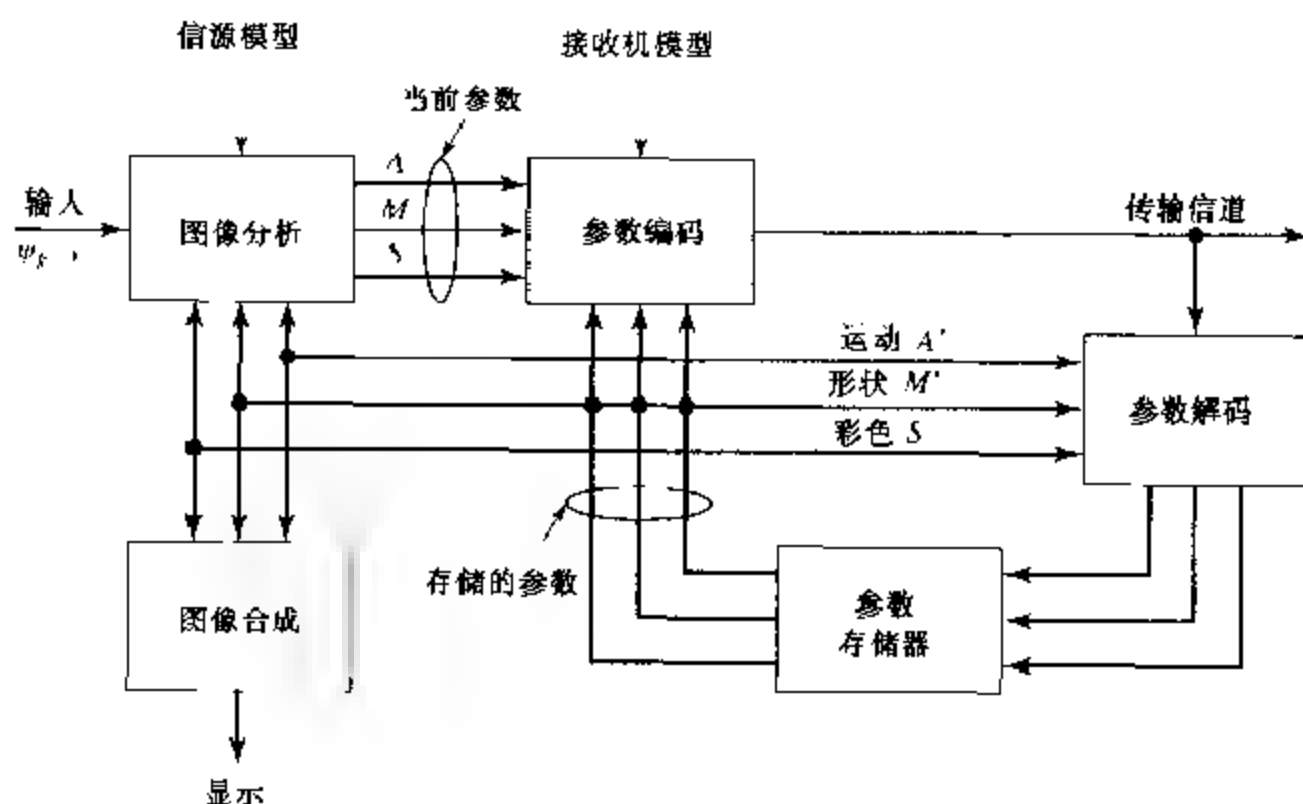 信源模型
接收机模型
当前参数
A
M
S
输入
图像分析
参数编码
传输信道
运动 A'
形状 M'
彩色 S
参数解码
存储的参数
图像合成
参数
存储器
显示